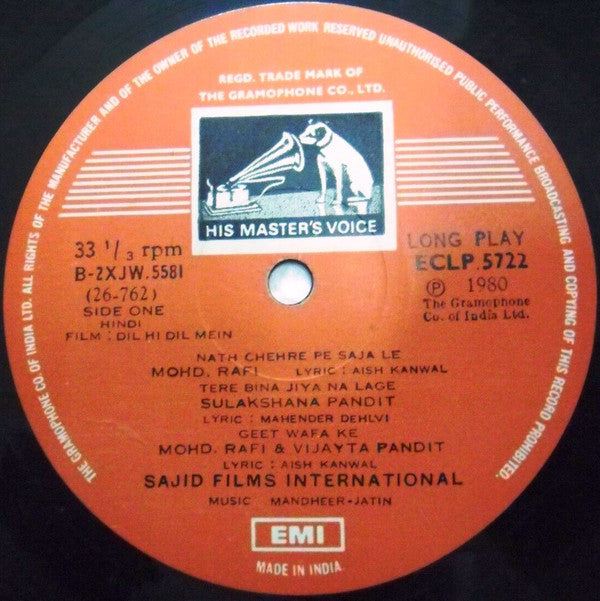 THE GRAMOPHONE CO. OF INDIA LTD. ALL RIGHTS OF THE MANUFACTURER AND OF THE OWNER OF THE RECORDED WORK RESERVED UNAUTHORISED PUBLIC PERFORMANCE BROADCASTING AND COPYING OF THIS RECORD PROHIBITED.
REGD. TRADE MARK OF
THE GRAMOPHONE CO., LTD.
HIS MASTER'S VOICE
33 1/3 rpm
B-2XJW.5581
(26-762)
SIDE ONE
HINDI
FILM : DIL HI DIL MEIN
LONG PLAY
ECLP.5722
Ⓟ 1980
The Gramophone
Co. of India Ltd.
NATH CHEHRE PE SAJA LE
MOHD. RAFI LYRIC : AISH KANWAL
TERE BINA JIYA NA LAGE
SULAKSHANA PANDIT
LYRIC : MAHENDER DEHLVI
GEET WAFA KE
MOHD. RAFI & VIJAYTA PANDIT
LYRIC : AISH KANWAL
SAJID FILMS INTERNATIONAL
MUSIC MANDHEER-JATIN
EMI
MADE IN INDIA